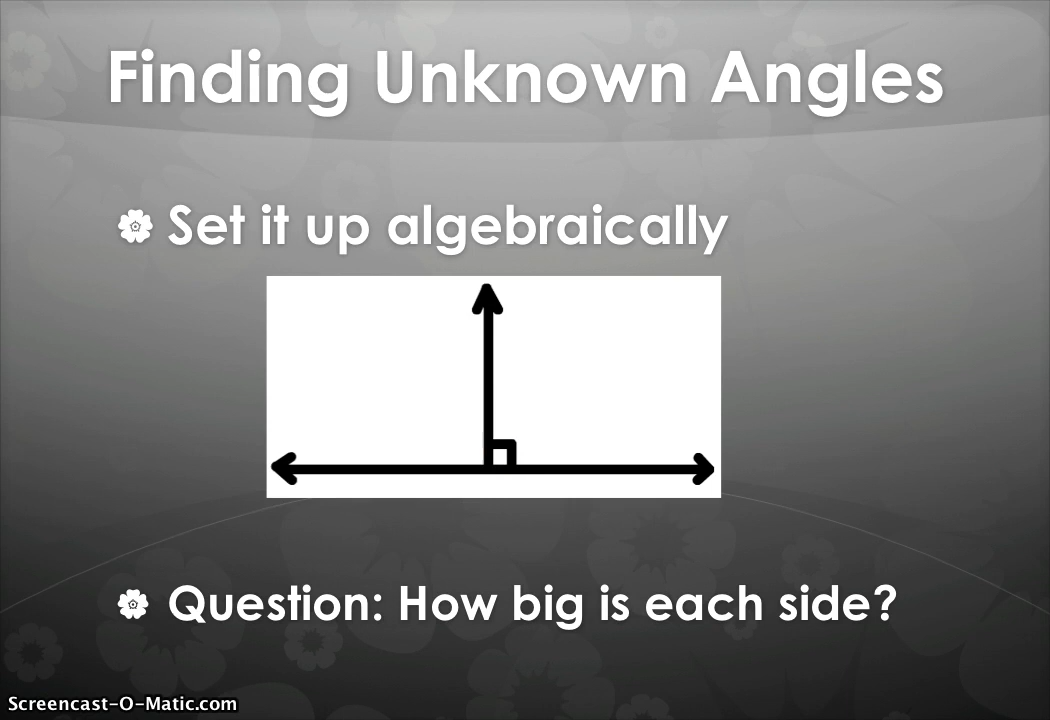 Finding Unknown Angles
Set it up algebraically
Question: How big is each side?
Screencast-O-Matic.com